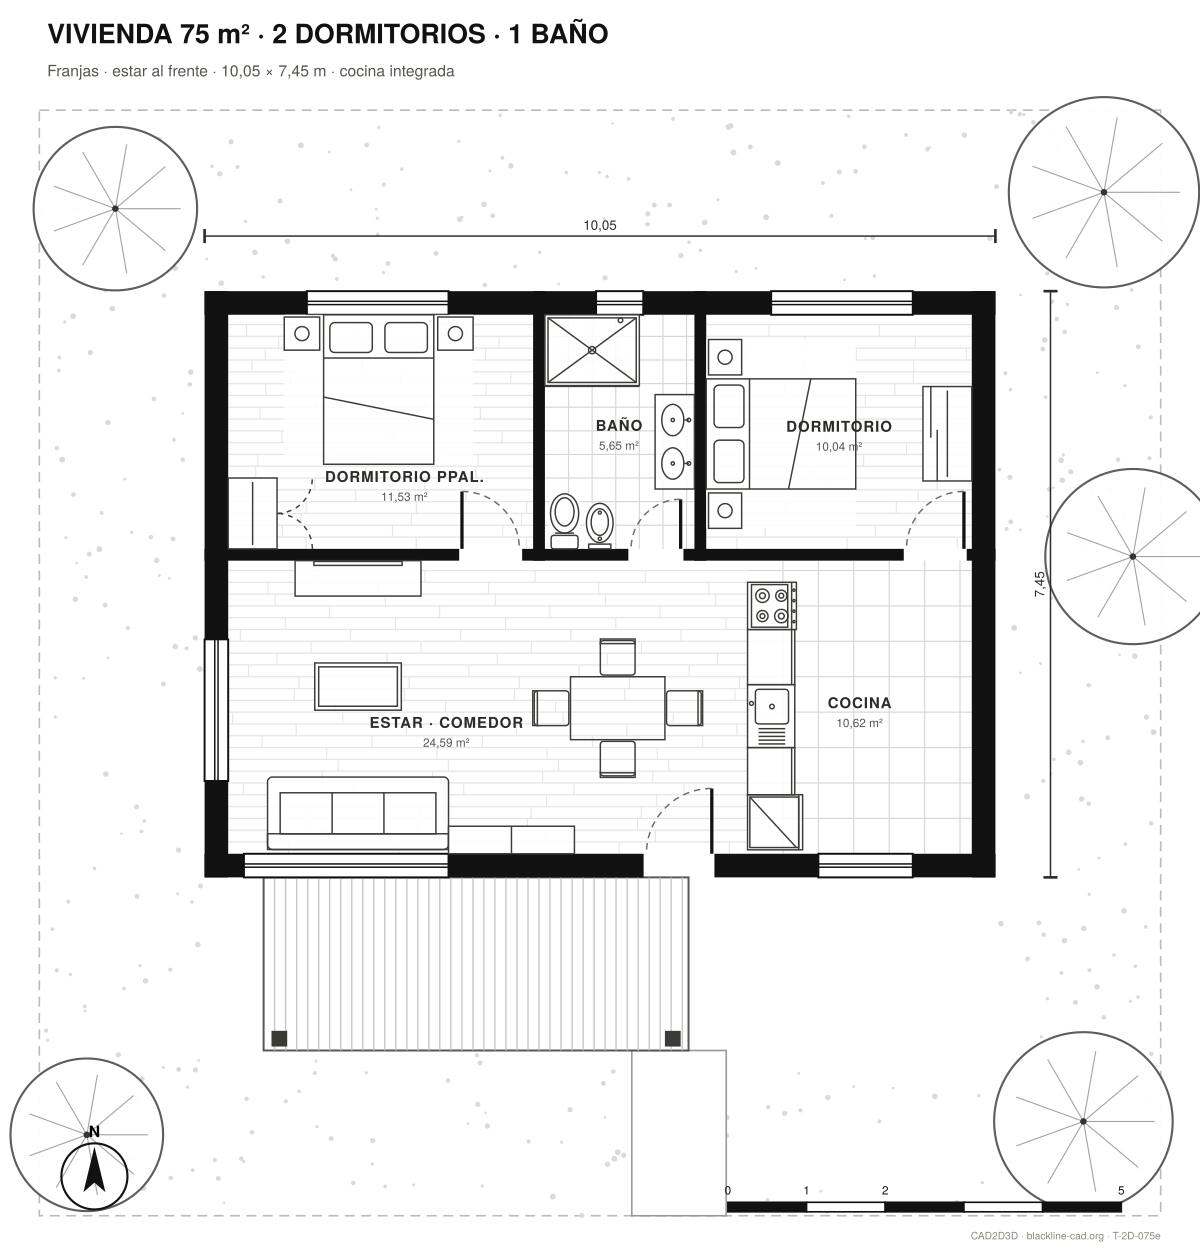 VIVIENDA 75 m² · 2 DORMITORIOS · 1 BAÑO
Franjas · estar al frente · 10,05 × 7,45 m · cocina integrada
10,05
BAÑO
5,65 m²
DORMITORIO
10,04 m²
DORMITORIO PPAL.
11,53 m²
7,45
COCINA
10,62 m²
ESTAR · COMEDOR
24,59 m²
N
0 1 2 5
CAD2D3D · blackline-cad.org · T-2D-075e